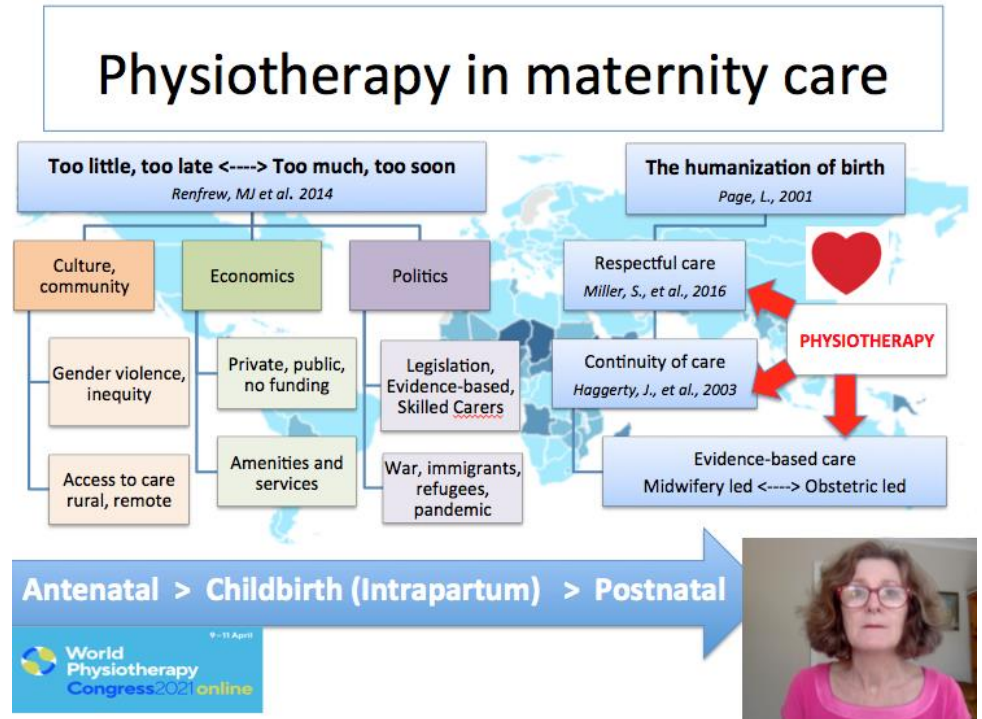 Physiotherapy in maternity care
Too little, too late <----> Too much, too soon
Renfrew, MJ et al. 2014
Culture,
community
Gender violence,
inequity
Access to care
rural, remote
Economics
Private, public,
no funding
Amenities and
services
Politics
Legislation,
Evidence-based,
Skilled Carers
War, immigrants,
refugees,
pandemic
The humanization of birth
Page, L., 2001
Respectful care
Miller, S., et al., 2016
Continuity of care
Haggerty, J., et al., 2003
Evidence-based care
Midwifery led <----> Obstetric led
PHYSIOTHERAPY
Antenatal > Childbirth (Intrapartum) > Postnatal
9-11 April
World
Physiotherapy
Congress2021online